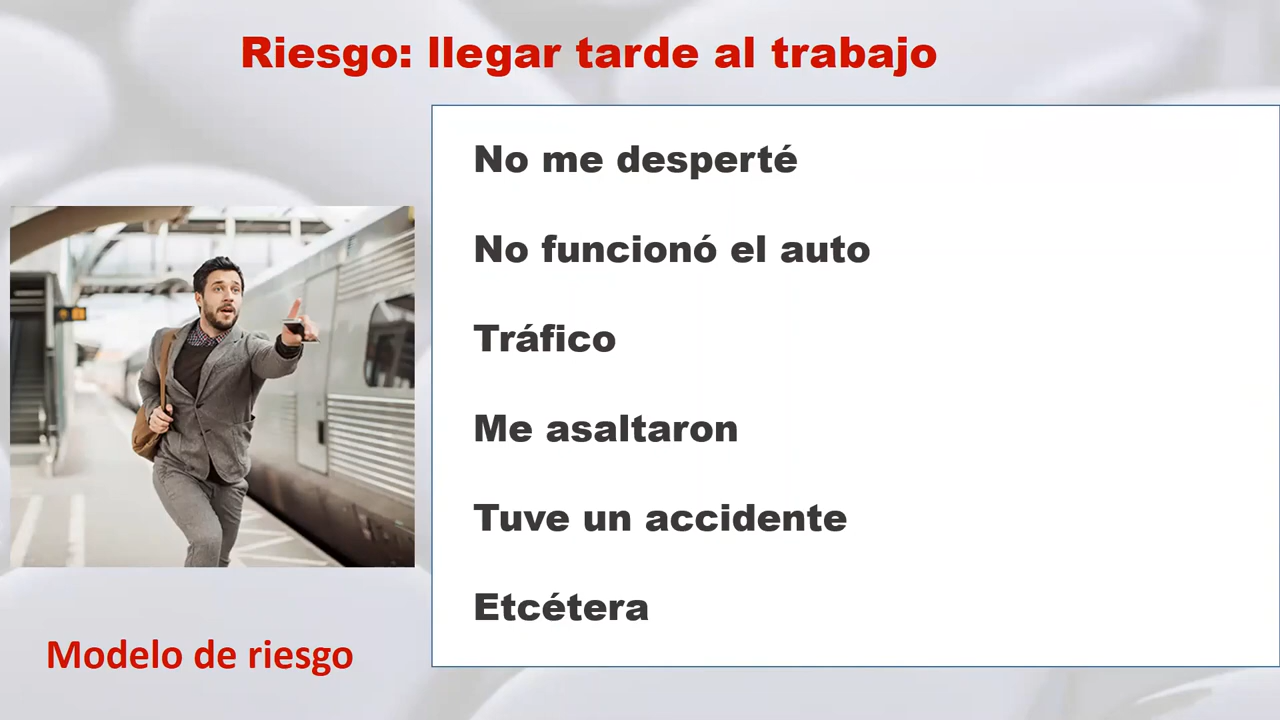 Riesgo: llegar tarde al trabajo
No me desperté
No funcionó el auto
Tráfico
Me asaltaron
Tuve un accidente
Etcétera
Modelo de riesgo